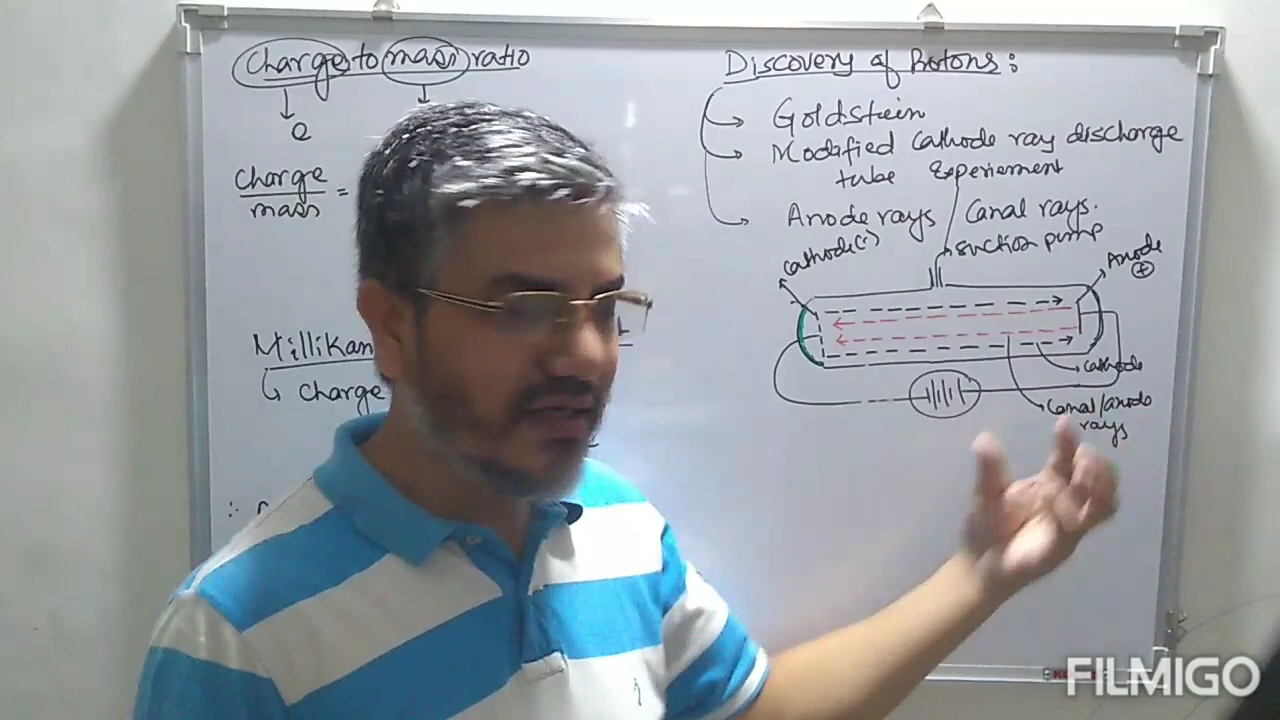 Charge to mass ratio
e
Charge
mass =
Millikan
Charge
∴
Discovery of Protons:
Goldstein
Modified Cathode ray discharge
tube Experiement
Anode rays Canal rays.
Cathode(-)
suction pump
Anode
+
cathode
Canal/anode
rays
FILMIGO